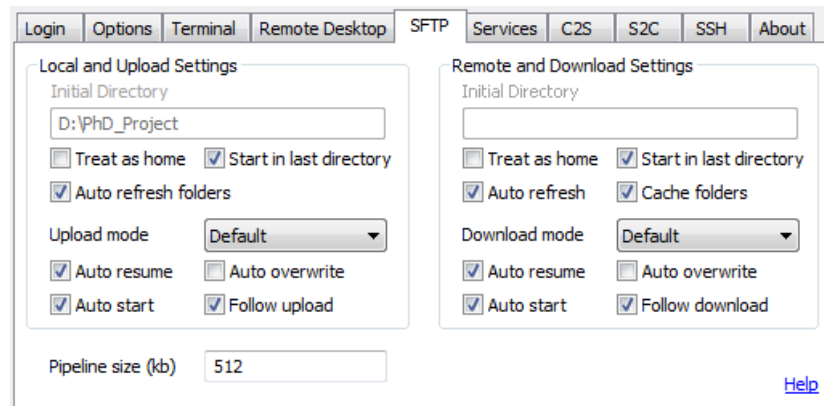 Login Options Terminal Remote Desktop SFTP Services C2S S2C SSH About
Local and Upload Settings
Initial Directory
D:\PhD_Project
Treat as home Start in last directory
Auto refresh folders
Upload mode Default
Auto resume Auto overwrite
Auto start Follow upload
Remote and Download Settings
Initial Directory
Treat as home Start in last directory
Auto refresh Cache folders
Download mode Default
Auto resume Auto overwrite
Auto start Follow download
Pipeline size (kb) 512
Help